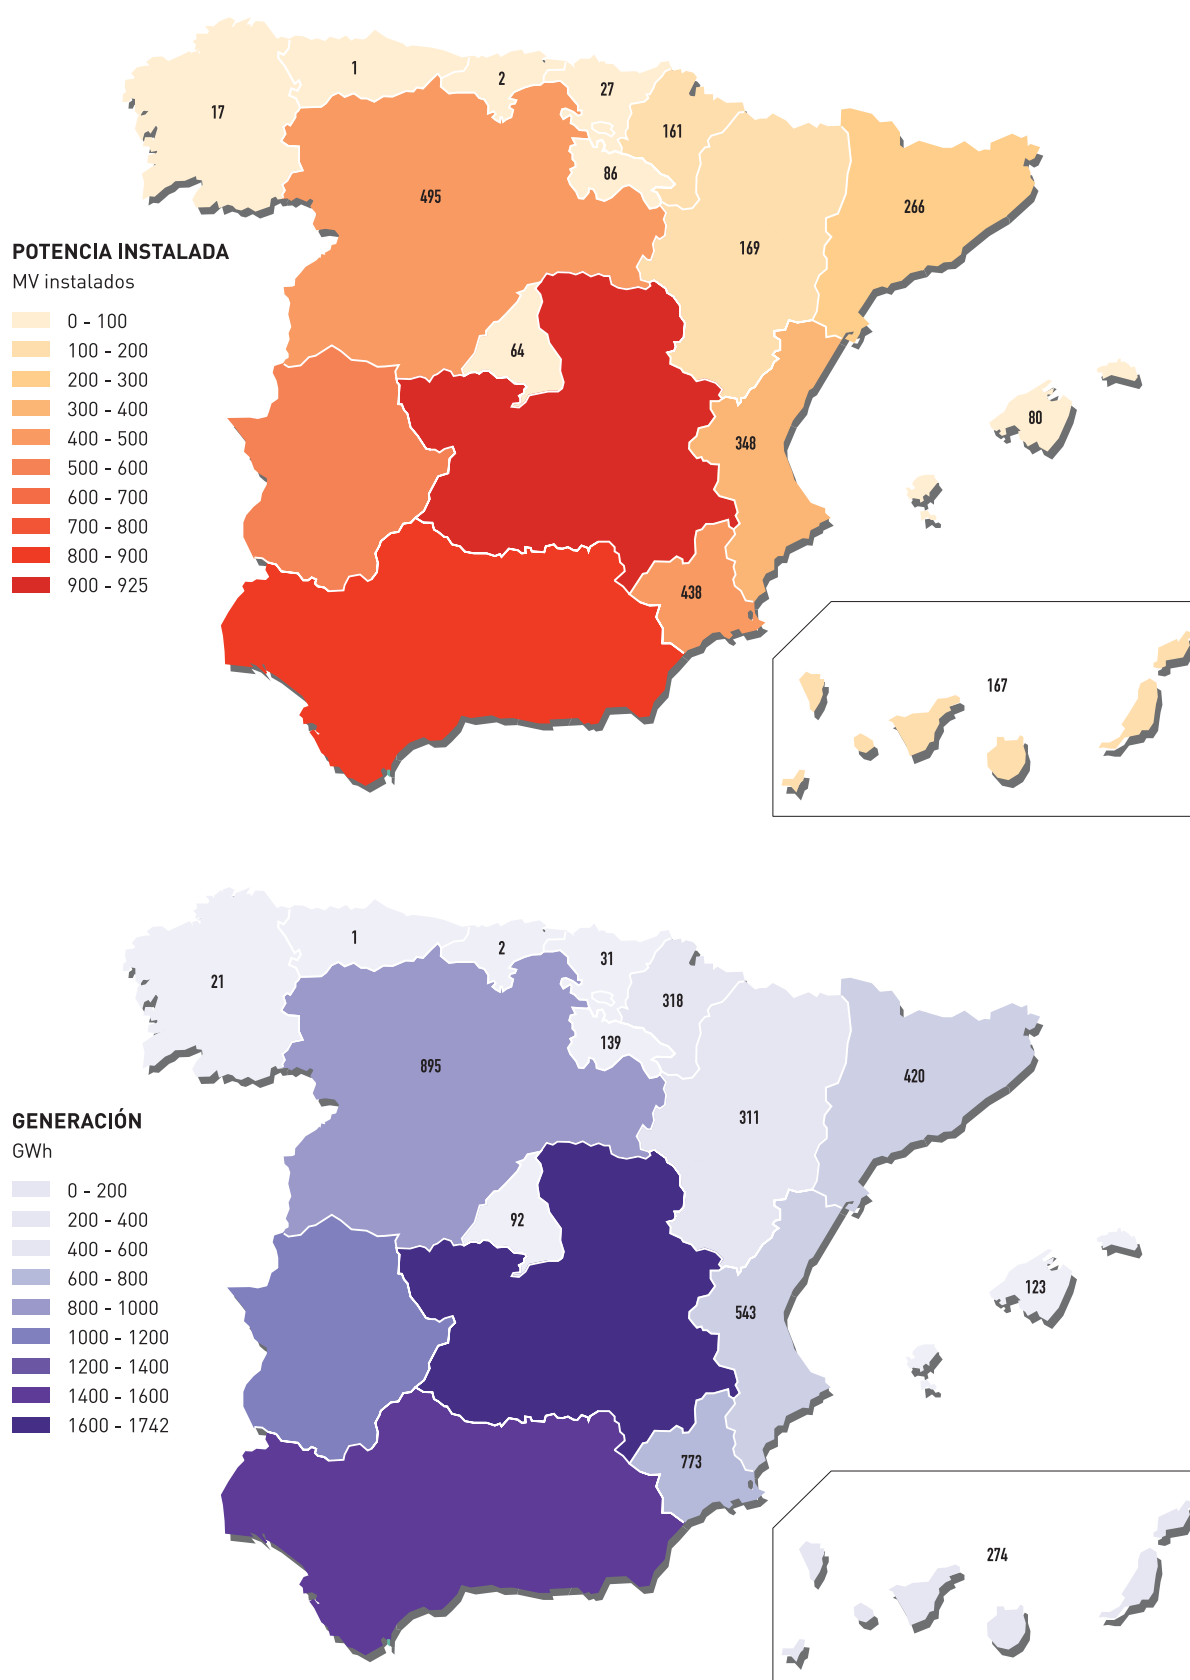 1
2
27
17
161
86
495
266
POTENCIA INSTALADA
169
MV instalados
0 - 100
100 - 200
64
200 - 300
300 - 400
80
400 - 500
348
500 - 600
600 - 700
700 - 800
800 - 900
900 - 925
438
167
1
2
31
21
318
139
895
420
GENERACIÓN
311
GWh
0 - 200
200 - 400
92
400 - 600
600 - 800
123
800 - 1000
543
1000 - 1200
1200 - 1400
1400 - 1600
1600 - 1742
773
274